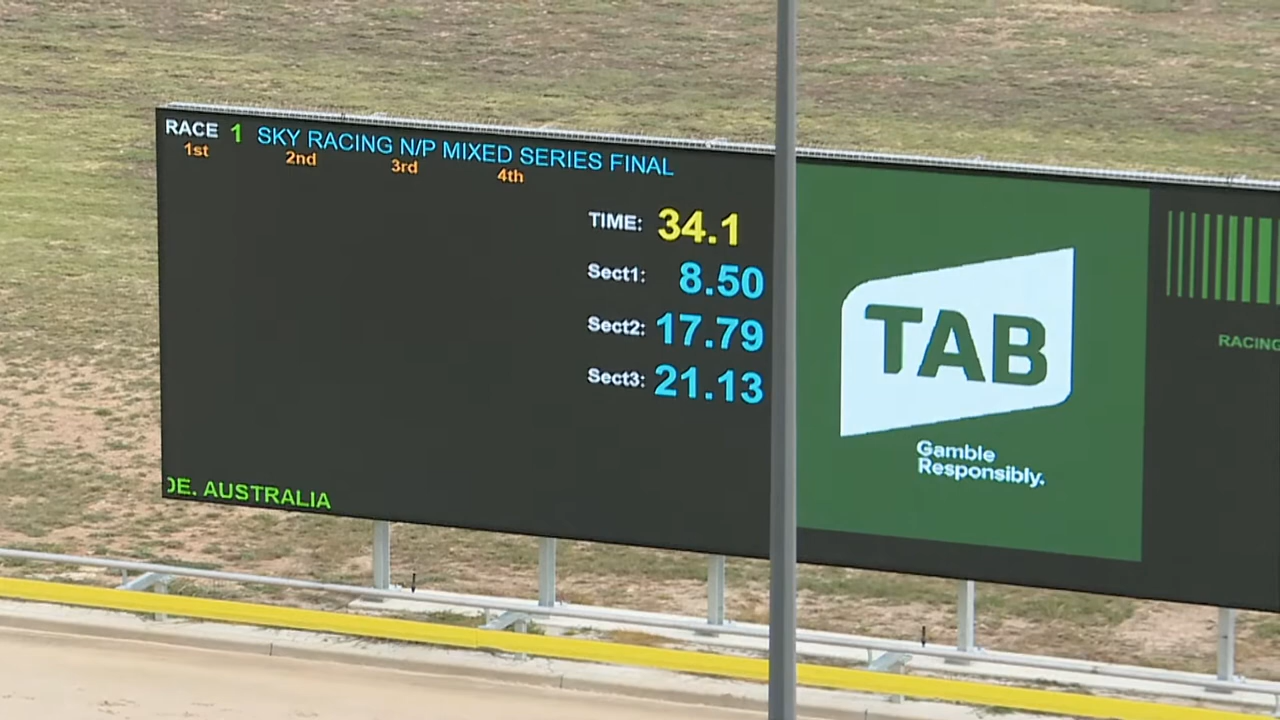 RACE 1 SKY RACING N/P MIXED SERIES FINAL
1st 2nd 3rd 4th
TIME: 34.1
Sect1: 8.50
Sect2: 17.79
Sect3: 21.13
DE. AUSTRALIA
TAB
Gamble
Responsibly.
RACING